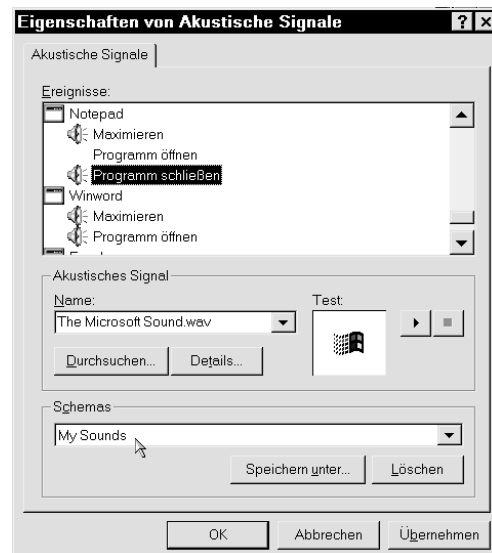 Eigenschaften von Akustische Signale
Akustische Signale
Ereignisse:
Notepad
Maximieren
Programm öffnen
Programm schließen
Winword
Maximieren
Programm öffnen
Akustisches Signal
Name:
Test:
The Microsoft Sound.wav
Durchsuchen...
Details...
Schemas
My Sounds
Speichern unter...
Löschen
OK
Abbrechen
Übernehmen